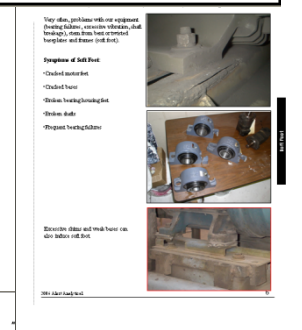 Very often, problems with our equipment
(bearing failures, excessive vibration, shaft
breakage), stem from bent or twisted
baseplates and frames (soft foot).
Symptoms of Soft Foot:
•Cracked motor feet
•Cracked bases
•Broken bearing housing feet
•Broken shafts
•Frequent bearing failures
Soft Foot
Excessive shims and weak bases can
also induce soft foot.